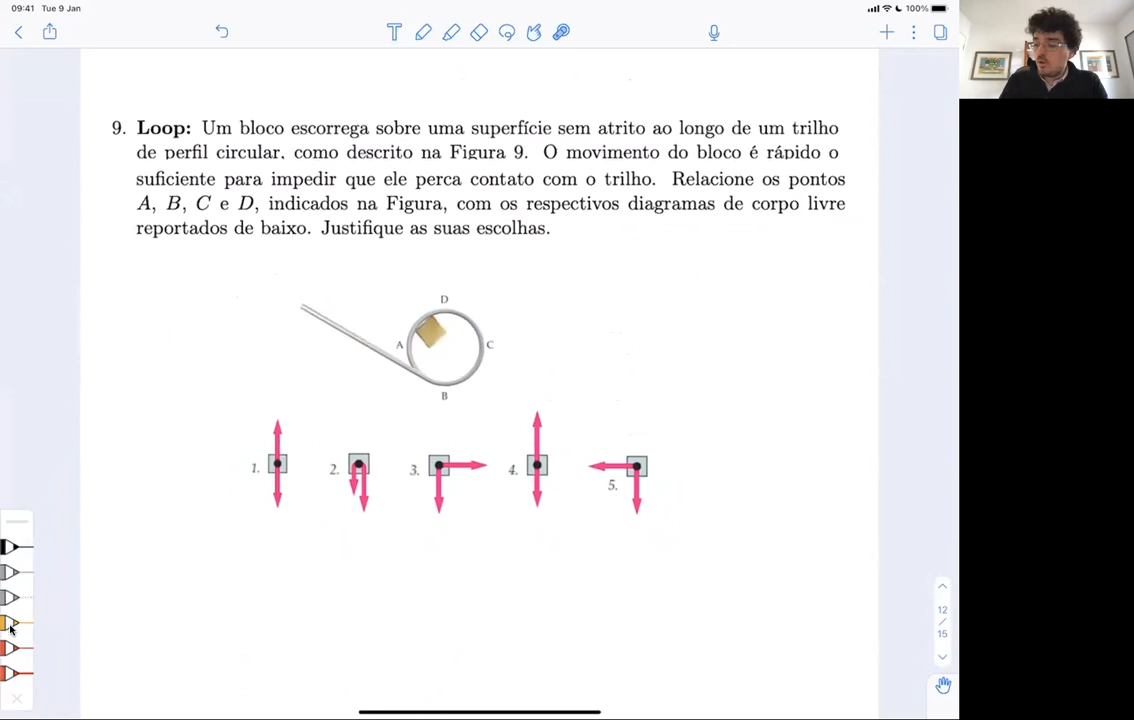 09:41 Tue 9 Jan
100%
9. Loop: Um bloco escorrega sobre uma superfície sem atrito ao longo de um trilho
de perfil circular, como descrito na Figura 9. O movimento do bloco é rápido o
suficiente para impedir que ele perca contato com o trilho. Relacione os pontos
A, B, C e D, indicados na Figura, com os respectivos diagramas de corpo livre
reportados de baixo. Justifique as suas escolhas.
D
A
C
B
1.
2.
3.
4.
5.
12
/
15